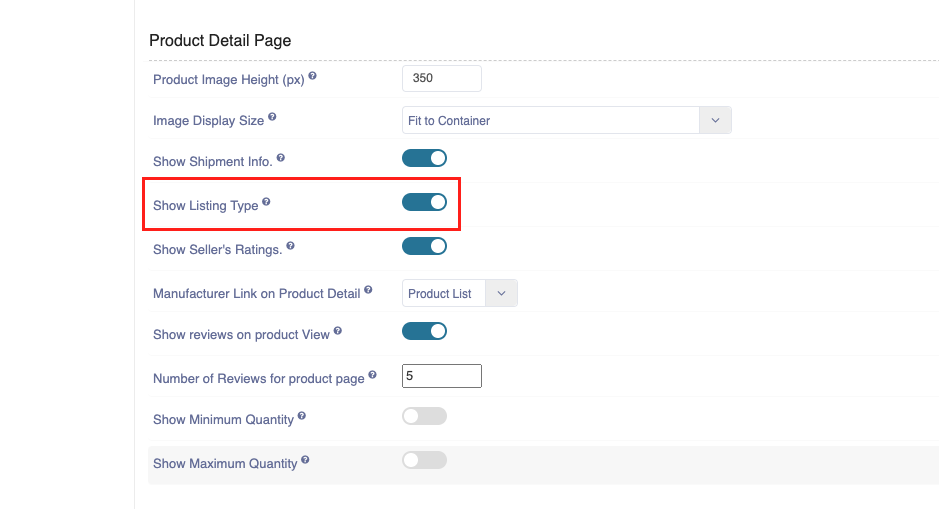 Product Detail Page
Product Image Height (px) ?
350
Image Display Size ?
Fit to Container
Show Shipment Info. ?
Show Listing Type ?
Show Seller's Ratings. ?
Manufacturer Link on Product Detail ?
Product List
Show reviews on product View ?
Number of Reviews for product page ?
5
Show Minimum Quantity ?
Show Maximum Quantity ?